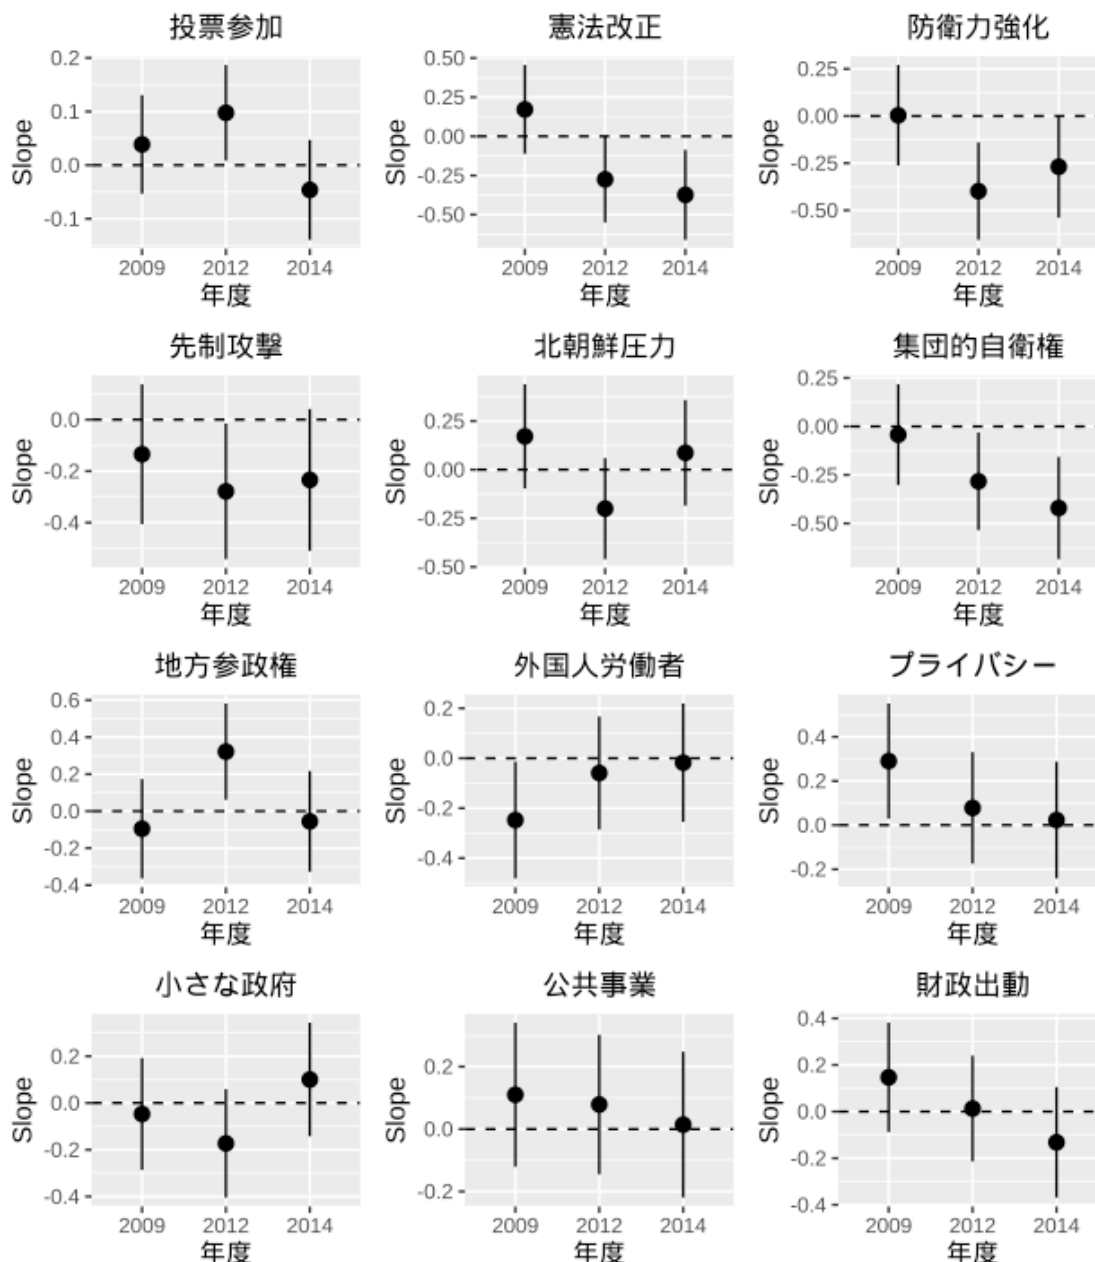 投票参加 憲法改正 防衛力強化
0.2 0.50 0.25
0.1 0.25 0.00
0.0 0.00 -0.25
-0.1 -0.25 -0.50
-0.50
Slope Slope Slope
2009 2012 2014 2009 2012 2014 2009 2012 2014
年度 年度 年度
先制攻撃 北朝鮮圧力 集団的自衛権
0.0 0.25 0.25
-0.2 0.00 0.00
-0.4 -0.25 -0.25
-0.50 -0.50
Slope Slope Slope
2009 2012 2014 2009 2012 2014 2009 2012 2014
年度 年度 年度
地方参政権 外国人労働者 プライバシー
0.6 0.2 0.4
0.4 0.0 0.2
0.2 -0.2 0.0
0.0 -0.4 -0.2
-0.2
-0.4
Slope Slope Slope
2009 2012 2014 2009 2012 2014 2009 2012 2014
年度 年度 年度
小さな政府 公共事業 財政出動
0.2 0.2 0.4
0.0 0.0 0.2
-0.2 -0.2 0.0
-0.4 -0.2
-0.4
Slope Slope Slope
2009 2012 2014 2009 2012 2014 2009 2012 2014
年度 年度 年度